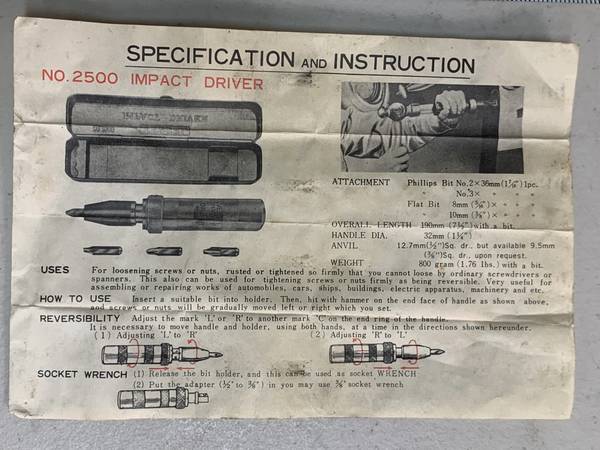 SPECIFICATION AND INSTRUCTION
NO. 2500 IMPACT DRIVER
ATTACHMENT Phillips Bit No. 2×36mm (1⅜") 1pc.
" No. 3× " " "
Flat Bit 8mm (5/16")× " " "
" 10mm (⅜")× " " "
OVERALL LENGTH 190mm (7½") with a bit.
HANDLE DIA. 32mm (1¼")
ANVIL 12.7mm(½")Sq. dr., but available 9.5mm
(⅜")Sq. dr., upon request.
WEIGHT 800 gram (1.76 lbs.) with a bit.
USES For loosening screws or nuts, rusted or tightened so firmly that you cannot loose by ordinary screwdrivers or
spanners. This also can be used for tightening screws or nuts firmly as being reversible. Very useful for
assembling or repairing works of automobiles, cars, ships, buildings, electric apparatus, machinery and etc.
HOW TO USE Insert a suitable bit into holder. Then, hit with hammer on the end face of handle as shown above,
and screws or nuts will be gradually moved left or right which you set.
REVERSIBILITY Adjust the mark 'L' or 'R' to another mark 'C' on the end ring of the handle.
It is necessary to move handle and holder, using both hands, at a time in the directions shown hereunder.
(1) Adjusting "L" to "R" (2) Adjusting "R" to "L"
SOCKET WRENCH (1) Release the bit holder, and this can be used as socket WRENCH
(2) Put the adapter (½" to ⅜") in you may use ⅜" socket wrench